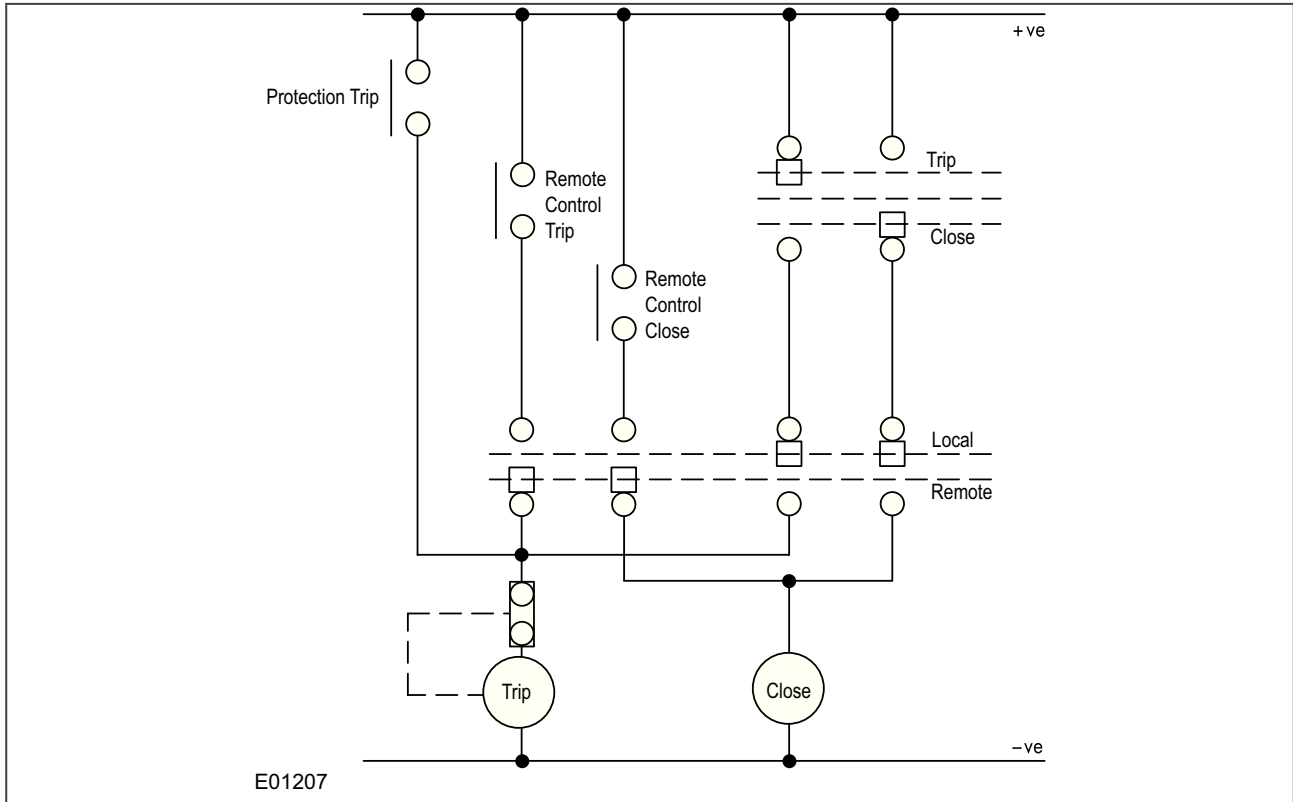 +ve
Protection Trip
Trip
Remote
Control
Trip
Close
Remote
Control
Close
Local
Remote
Trip
Close
−ve
E01207